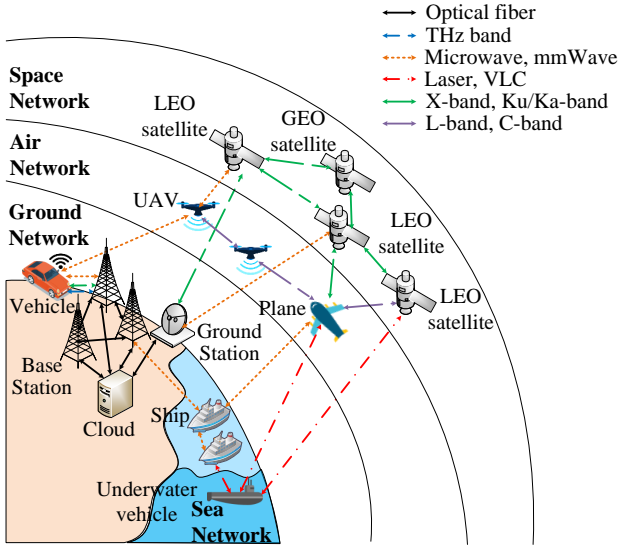 Optical fiber
THz band
Microwave, mmWave
Laser, VLC
X-band, Ku/Ka-band
L-band, C-band
Space
Network
LEO
satellite
GEO
satellite
Air
Network
UAV
Ground
Network
LEO
satellite
Vehicle
Plane
LEO
satellite
Ground
Station
Base
Station
Cloud
Ship
Underwater
vehicle
Sea
Network